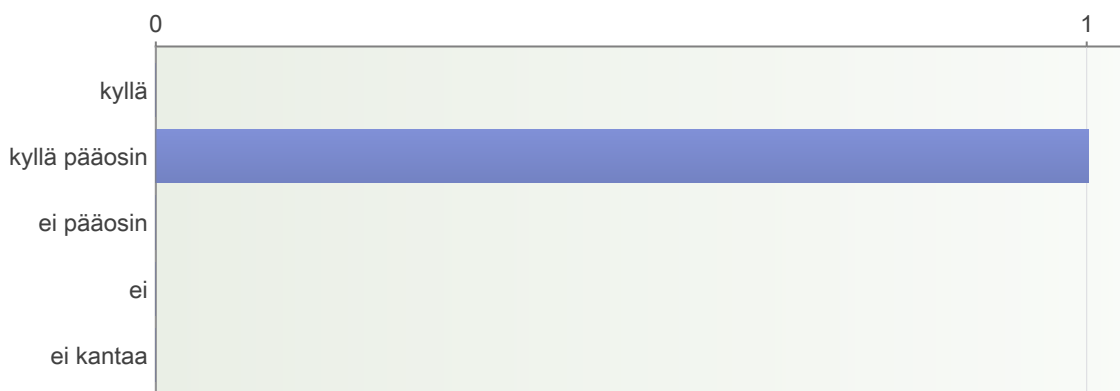 0 1
kyllä
kyllä pääosin
ei pääosin
ei
ei kantaa